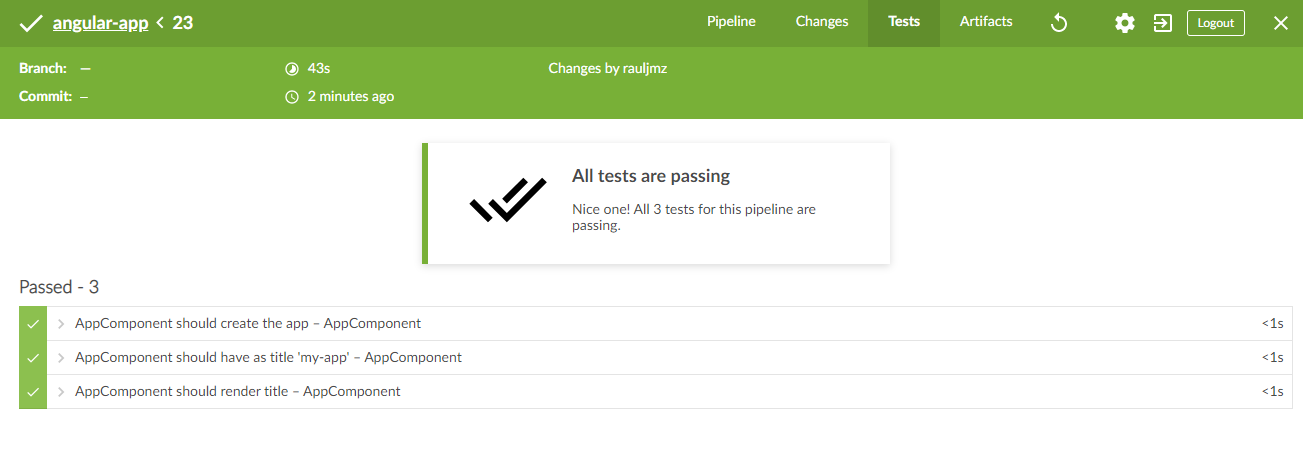 angular-app < 23 Pipeline Changes Tests Artifacts Logout
Branch: — 43s Changes by rauljmz
Commit: — 2 minutes ago
All tests are passing
Nice one! All 3 tests for this pipeline are
passing.
Passed - 3
AppComponent should create the app – AppComponent <1s
AppComponent should have as title 'my-app' – AppComponent <1s
AppComponent should render title – AppComponent <1s